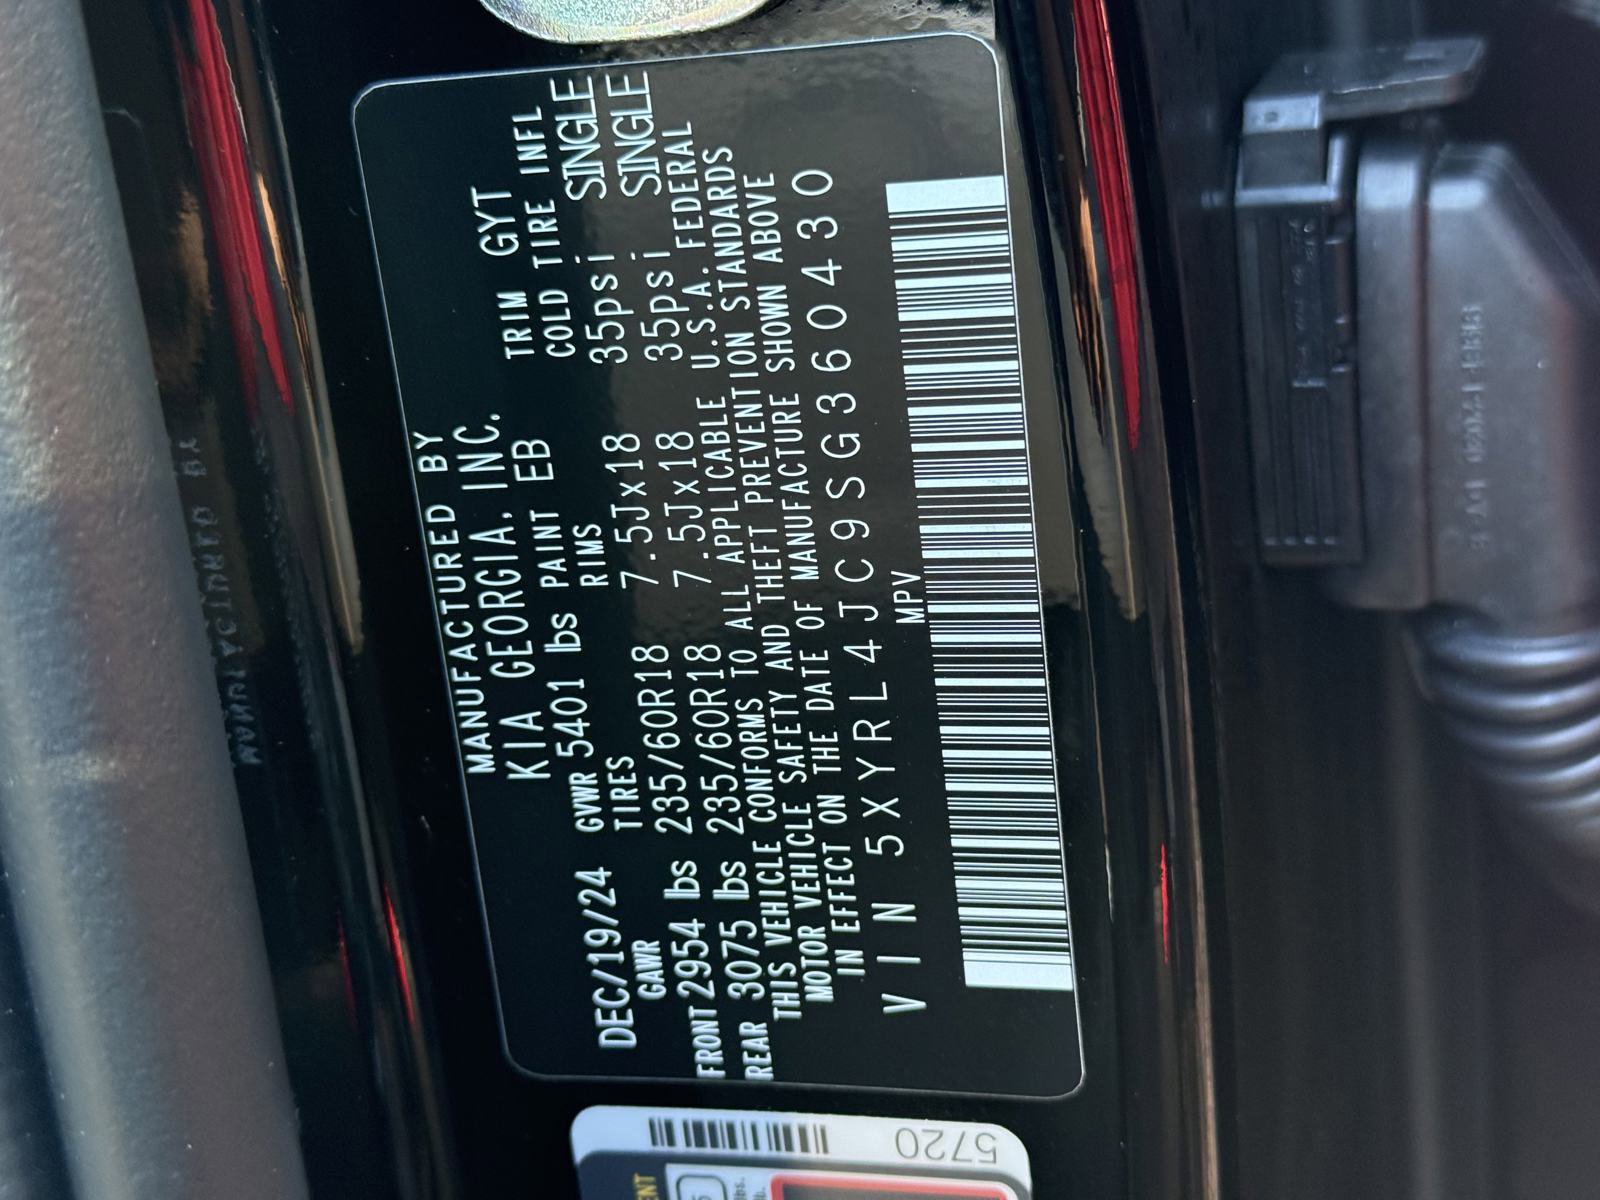 MANUFACTURED BY
KIA GEORGIA, INC.
DEC/19/24 GVWR 5401 lbs PAINT EB TRIM GYT
GAWR TIRES RIMS COLD TIRE INFL
FRONT 2954 lbs 235/60R18 7.5Jx18 35psi SINGLE
REAR 3075 lbs 235/60R18 7.5Jx18 35psi SINGLE
THIS VEHICLE CONFORMS TO ALL APPLICABLE U.S.A. FEDERAL
MOTOR VEHICLE SAFETY AND THEFT PREVENTION STANDARDS
IN EFFECT ON THE DATE OF MANUFACTURE SHOWN ABOVE
VIN 5XYRL4JC9SG360430
MPV
5720